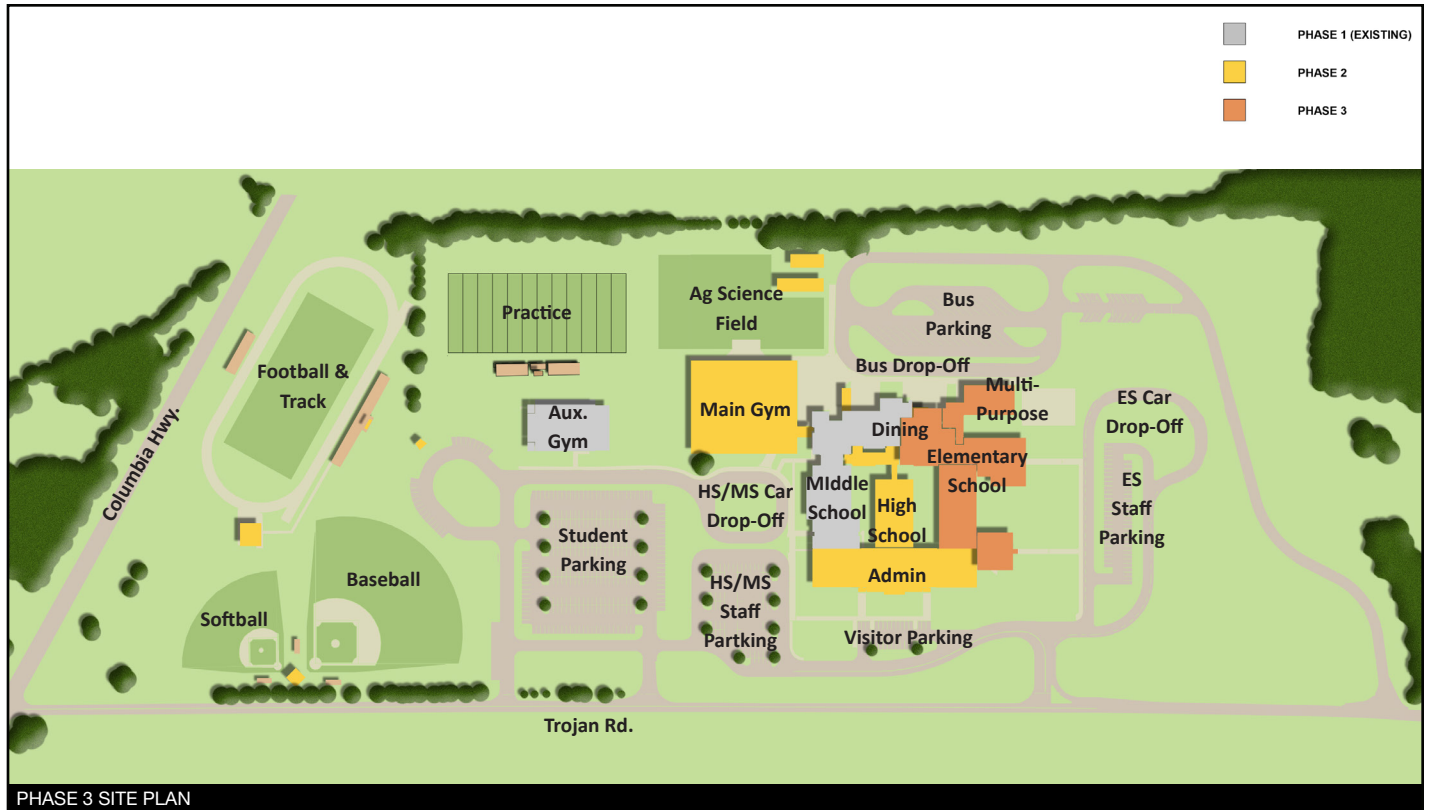 PHASE 1 (EXISTING)
PHASE 2
PHASE 3
Practice
Ag Science
Field
Bus
Parking
Football &
Track
Bus Drop-Off
Main Gym
Aux.
Gym
Multi-
Purpose
Dining
ES Car
Drop-Off
Elementary
School
Columbia Hwy.
MIddle
School
High
School
HS/MS Car
Drop-Off
ES
Staff
Parking
Student
Parking
Admin
Baseball
Softball
HS/MS
Staff
Partking
Visitor Parking
Trojan Rd.
PHASE 3 SITE PLAN